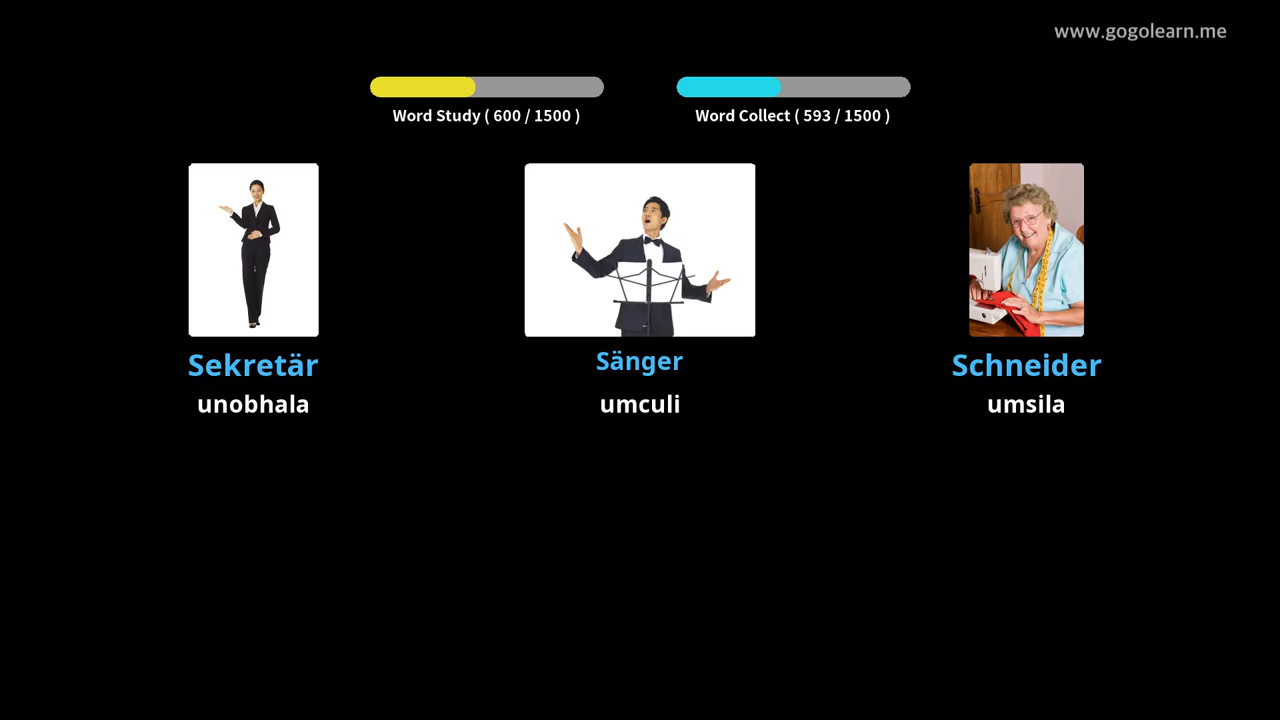 www.gogolearn.me
Word Study ( 600 / 1500 )
Word Collect ( 593 / 1500 )
Sekretär
Sänger
Schneider
unobhala
umculi
umsila